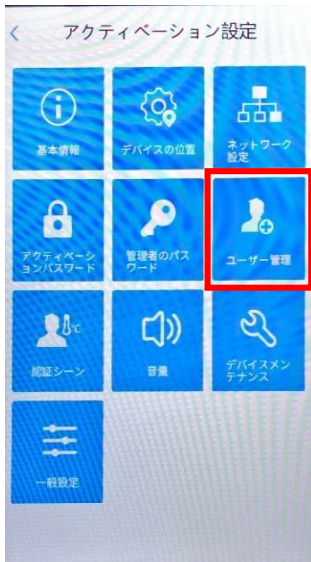 アクティベーション設定
基本情報
デバイスの位置
ネットワーク
設定
アクティベーシ
ョンパスワード
管理者のパス
ワード
ユーザー管理
認証シーン
音量
デバイスメン
テナンス
一般設定